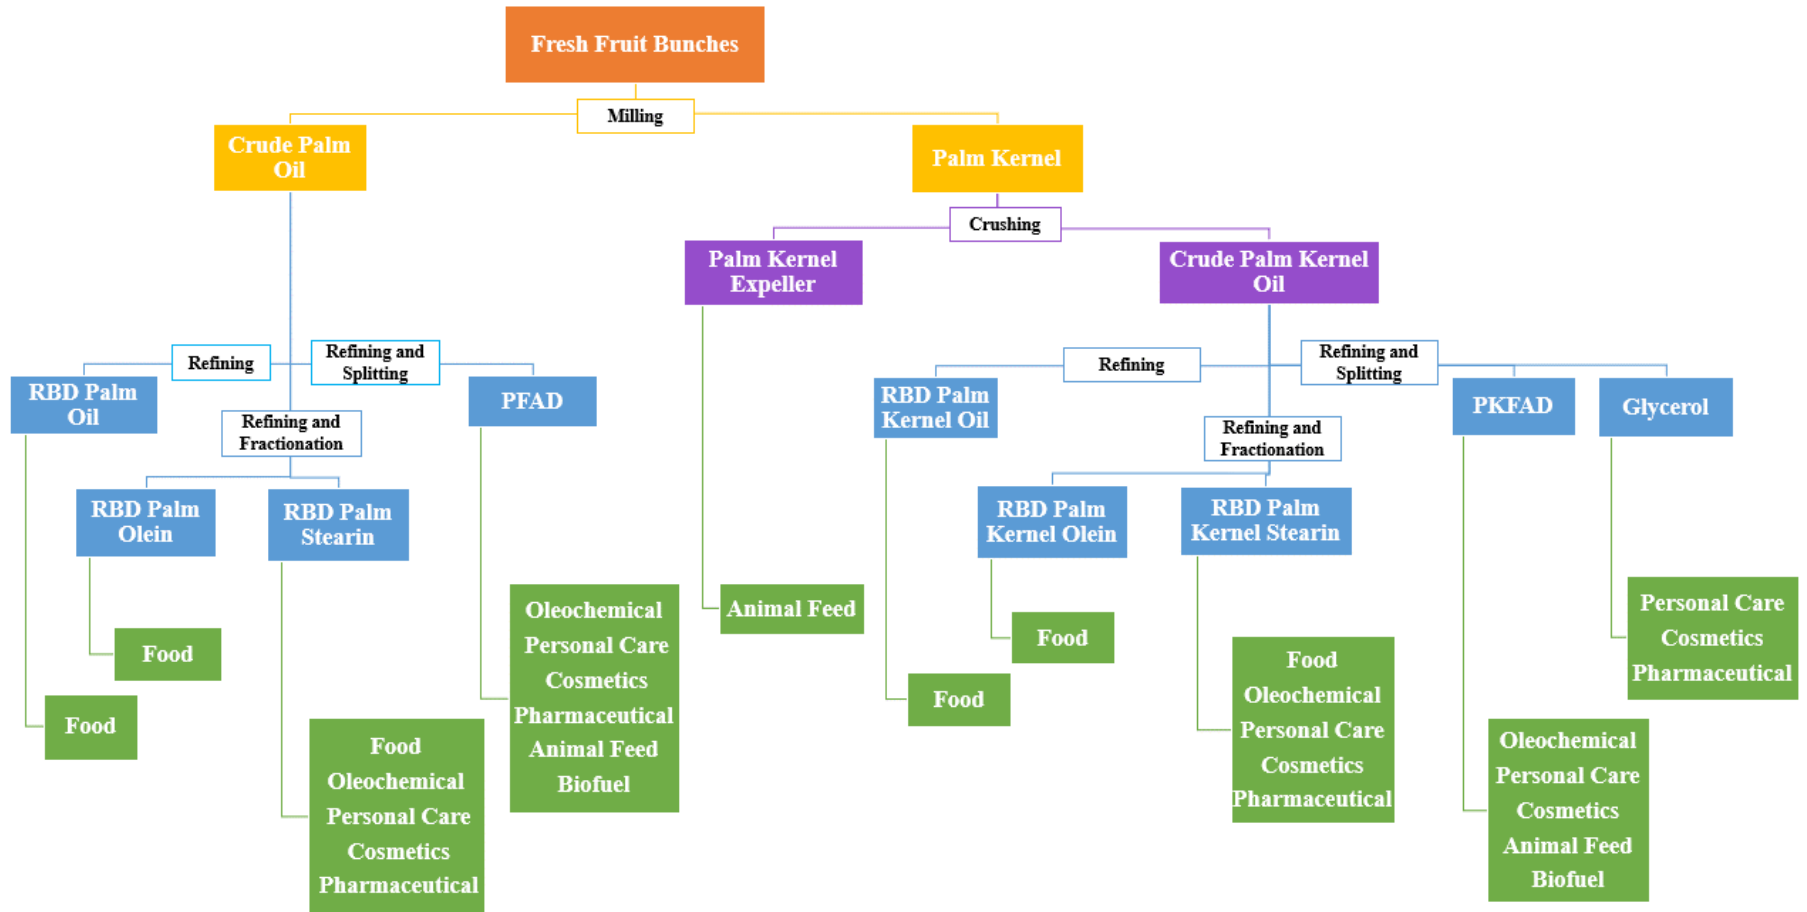 Fresh Fruit Bunches
Milling
Crude Palm
Oil
Palm Kernel
Crushing
Palm Kernel
Expeller
Crude Palm Kernel
Oil
Refining
Refining and
Splitting
Refining
Refining and
Splitting
RBD Palm
Oil
PFAD
RBD Palm
Kernel Oil
PKFAD
Glycerol
Refining and
Fractionation
Refining and
Fractionation
RBD Palm
Olein
RBD Palm
Stearin
RBD Palm
Kernel Olein
RBD Palm
Kernel Stearin
Food
Food
Food
Oleochemical
Personal Care
Cosmetics
Pharmaceutical
Oleochemical
Personal Care
Cosmetics
Pharmaceutical
Animal Feed
Biofuel
Animal Feed
Food
Food
Food
Oleochemical
Personal Care
Cosmetics
Pharmaceutical
Oleochemical
Personal Care
Cosmetics
Animal Feed
Biofuel
Personal Care
Cosmetics
Pharmaceutical